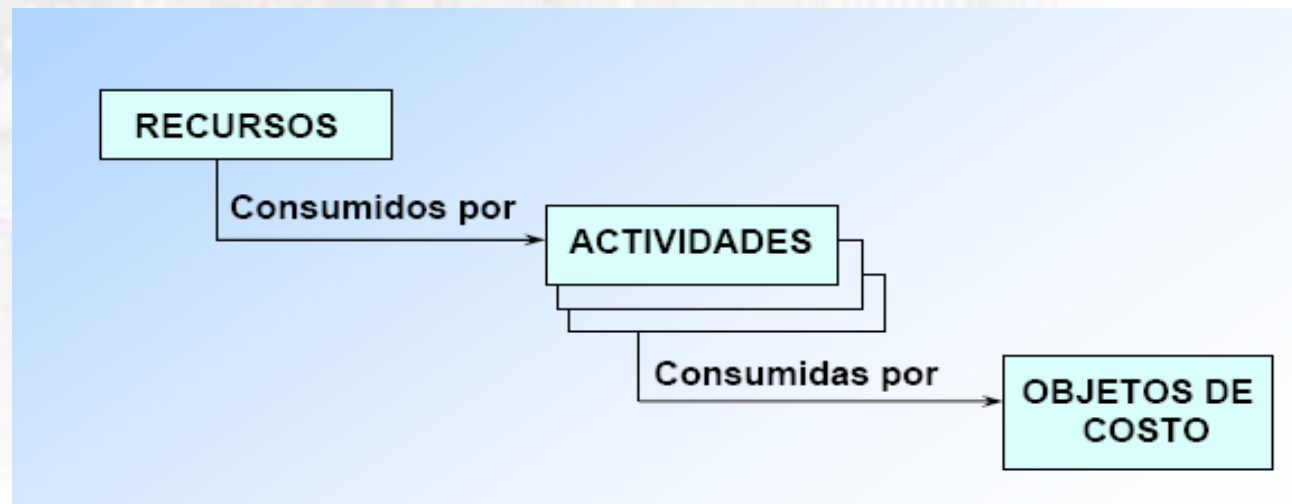 RECURSOS
Consumidos por
ACTIVIDADES
Consumidas por
OBJETOS DE
COSTO